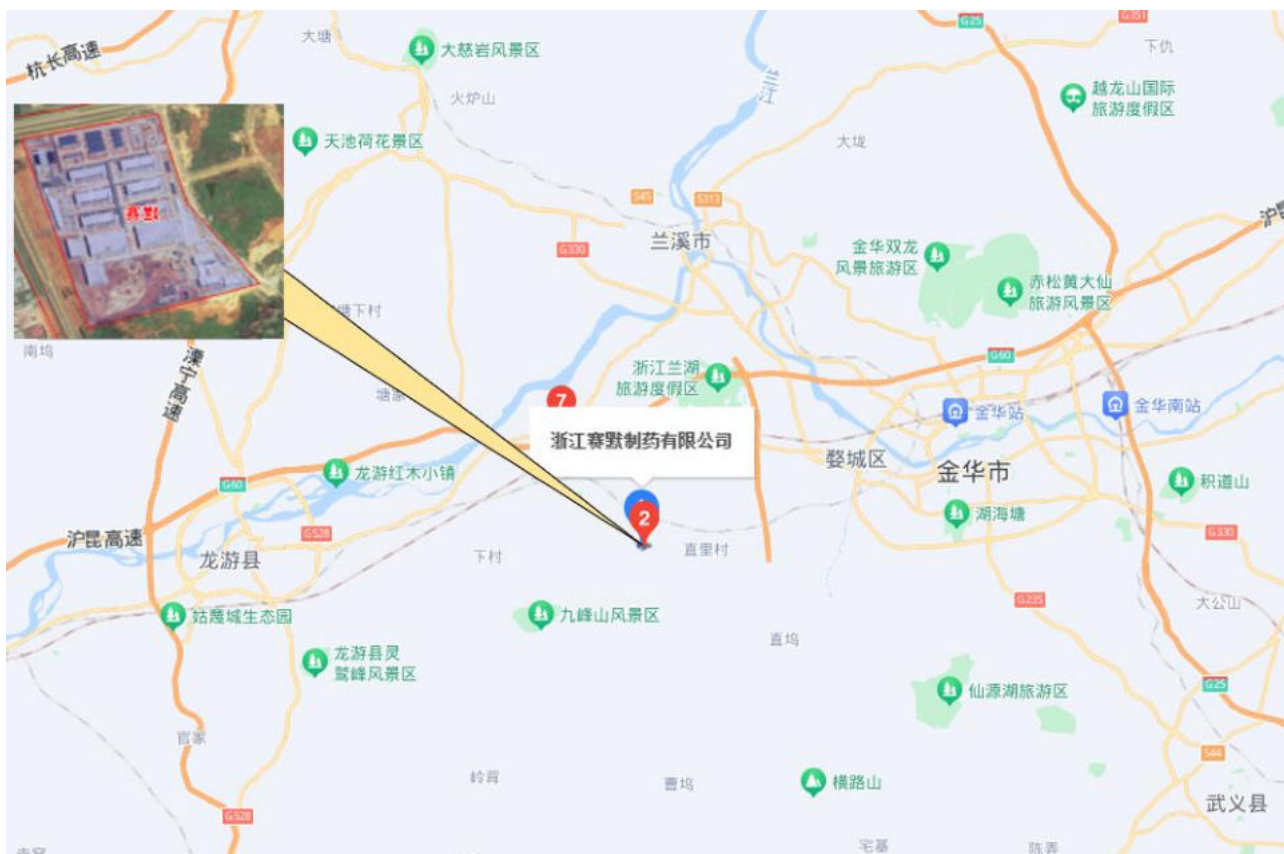 G351
G25
大塘
大慈岩风景区
下仇
杭长高速
兰江
越龙山国际
旅游度假区
火炉山
天池荷花景区
大垅
赛默
S45
S313
沪昆
兰溪市
G330
金华双龙
风景旅游区
赤松黄大仙
旅游风景区
塘下村
南坞
溧宁高速
G60
浙江兰湖
旅游度假区
塘家
7
金华站
金华南站
浙江赛默制药有限公司
婺城区
金华市
龙游红木小镇
积道山
G60
2
湖海塘
沪昆高速
G528
G330
龙游县
下村
直里村
G235
大公山
姑蔑城生态园
九峰山风景区
直坞
龙游县灵
鹫峰风景区
仙源湖旅游区
G25
官家
S44
岭背
曹坞
横路山
武义县
G528
宅基
陈弄